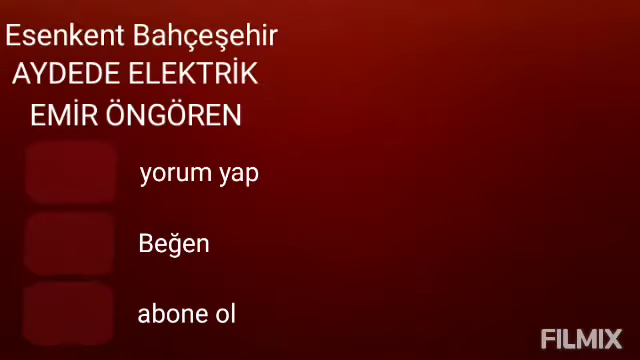 Esenkent Bahçeşehir
AYDEDE ELEKTRİK
EMİR ÖNGÖREN
yorum yap
Beğen
abone ol
FILMIX